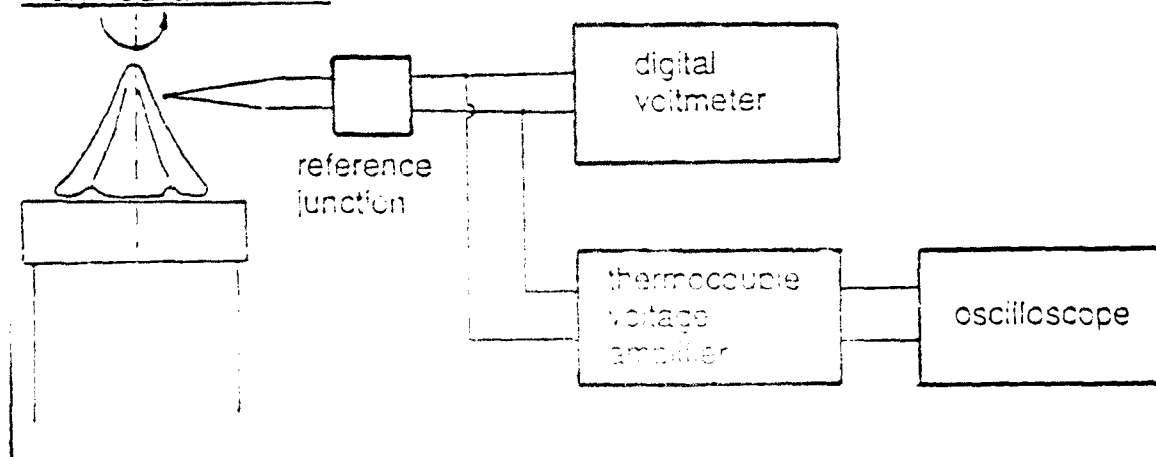 digital
voltmeter
reference
junction
thermocouple
voltage
amplifier
oscilloscope